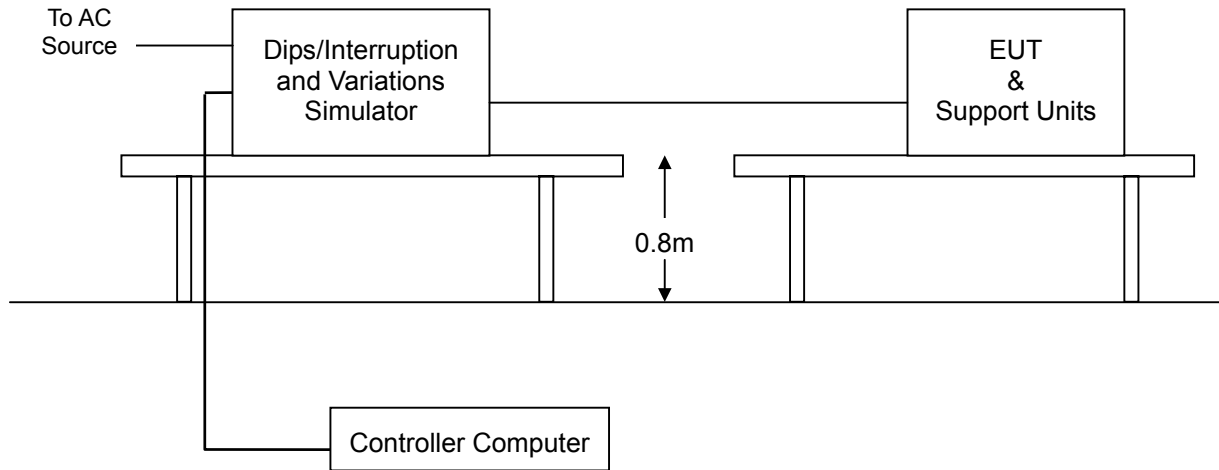 To AC
Source
Dips/Interruption
and Variations
Simulator
EUT
&
Support Units
0.8m
Controller Computer